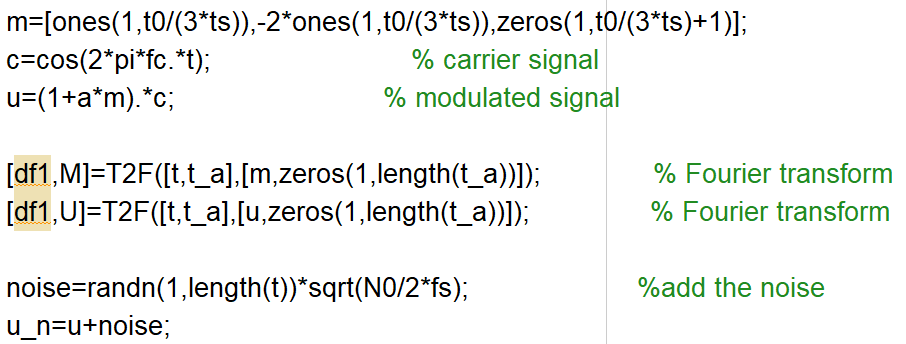 m=[ones(1,t0/(3*ts)),-2*ones(1,t0/(3*ts)),zeros(1,t0/(3*ts)+1)];
c=cos(2*pi*fc.*t); % carrier signal
u=(1+a*m).*c; % modulated signal
[df1,M]=T2F([t,t_a],[m,zeros(1,length(t_a))]); % Fourier transform
[df1,U]=T2F([t,t_a],[u,zeros(1,length(t_a))]); % Fourier transform
noise=randn(1,length(t))*sqrt(N0/2*fs); %add the noise
u_n=u+noise;